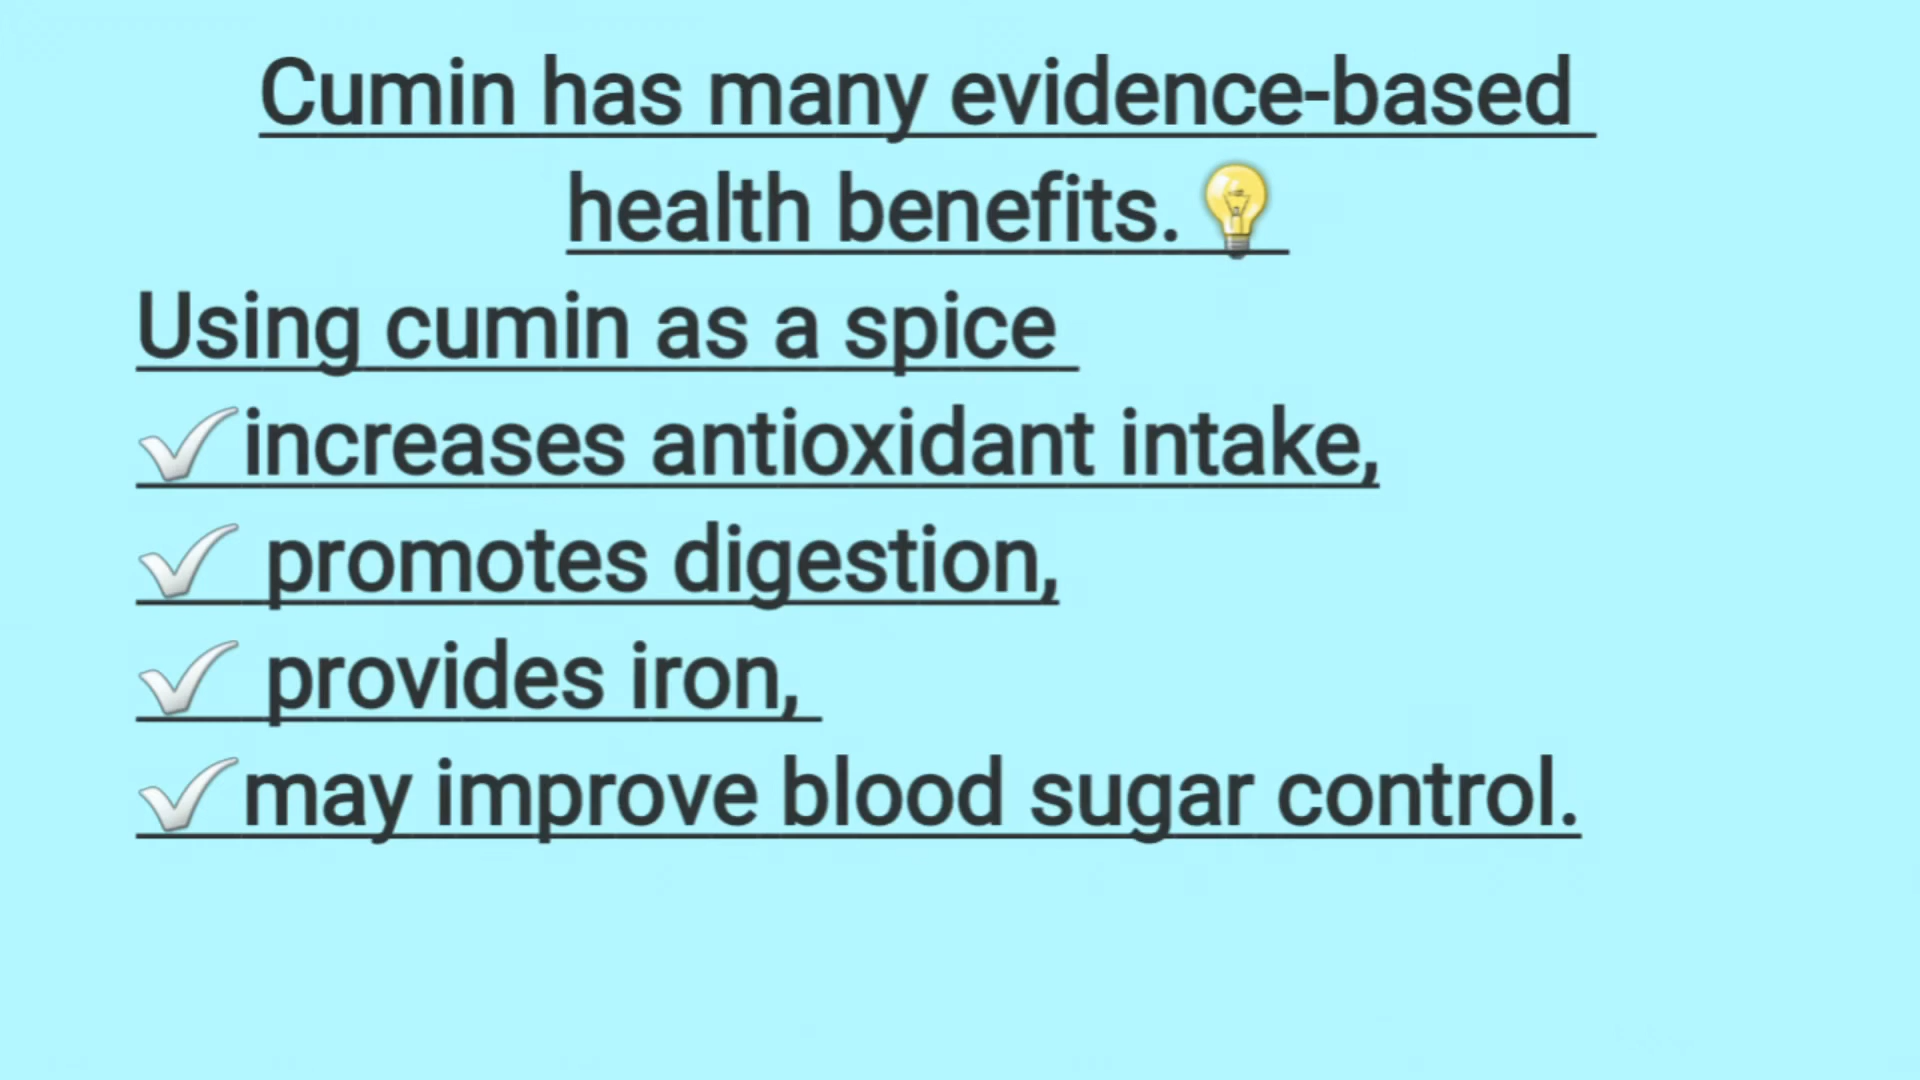 Cumin has many evidence-based
health benefits.💡
Using cumin as a spice
✔increases antioxidant intake,
✔ promotes digestion,
✔ provides iron,
✔may improve blood sugar control.